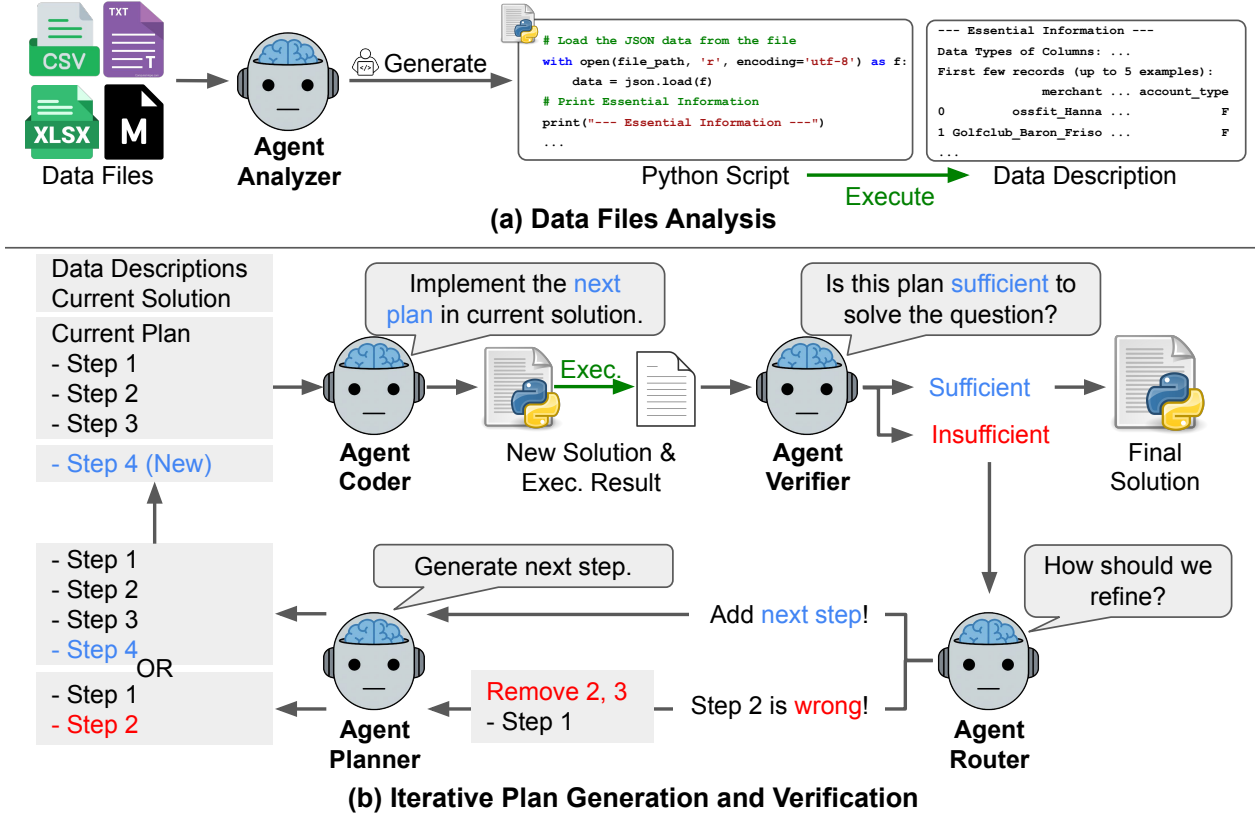 CSV
TXT
T
XLSX
M
Data Files
Agent
Analyzer
Generate
# Load the JSON data from the file
with open(file_path, 'r', encoding='utf-8') as f:
data = json.load(f)
# Print Essential Information
print("--- Essential Information ---")
...
Python Script
Execute
--- Essential Information ---
Data Types of Columns: ...
First few records (up to 5 examples):
merchant ... account_type
0 ossfit_Hanna ... F
1 Golfclub_Baron_Friso ... F
...
Data Description
(a) Data Files Analysis
Data Descriptions
Current Solution
Current Plan
- Step 1
- Step 2
- Step 3
- Step 4 (New)
Implement the next
plan in current solution.
Agent
Coder
Exec.
New Solution &
Exec. Result
Is this plan sufficient to
solve the question?
Agent
Verifier
Sufficient
Insufficient
Final
Solution
How should we
refine?
Agent
Router
Add next step!
Step 2 is wrong!
Remove 2, 3
- Step 1
Generate next step.
Agent
Planner
- Step 1
- Step 2
- Step 3
- Step 4
OR
- Step 1
- Step 2
(b) Iterative Plan Generation and Verification